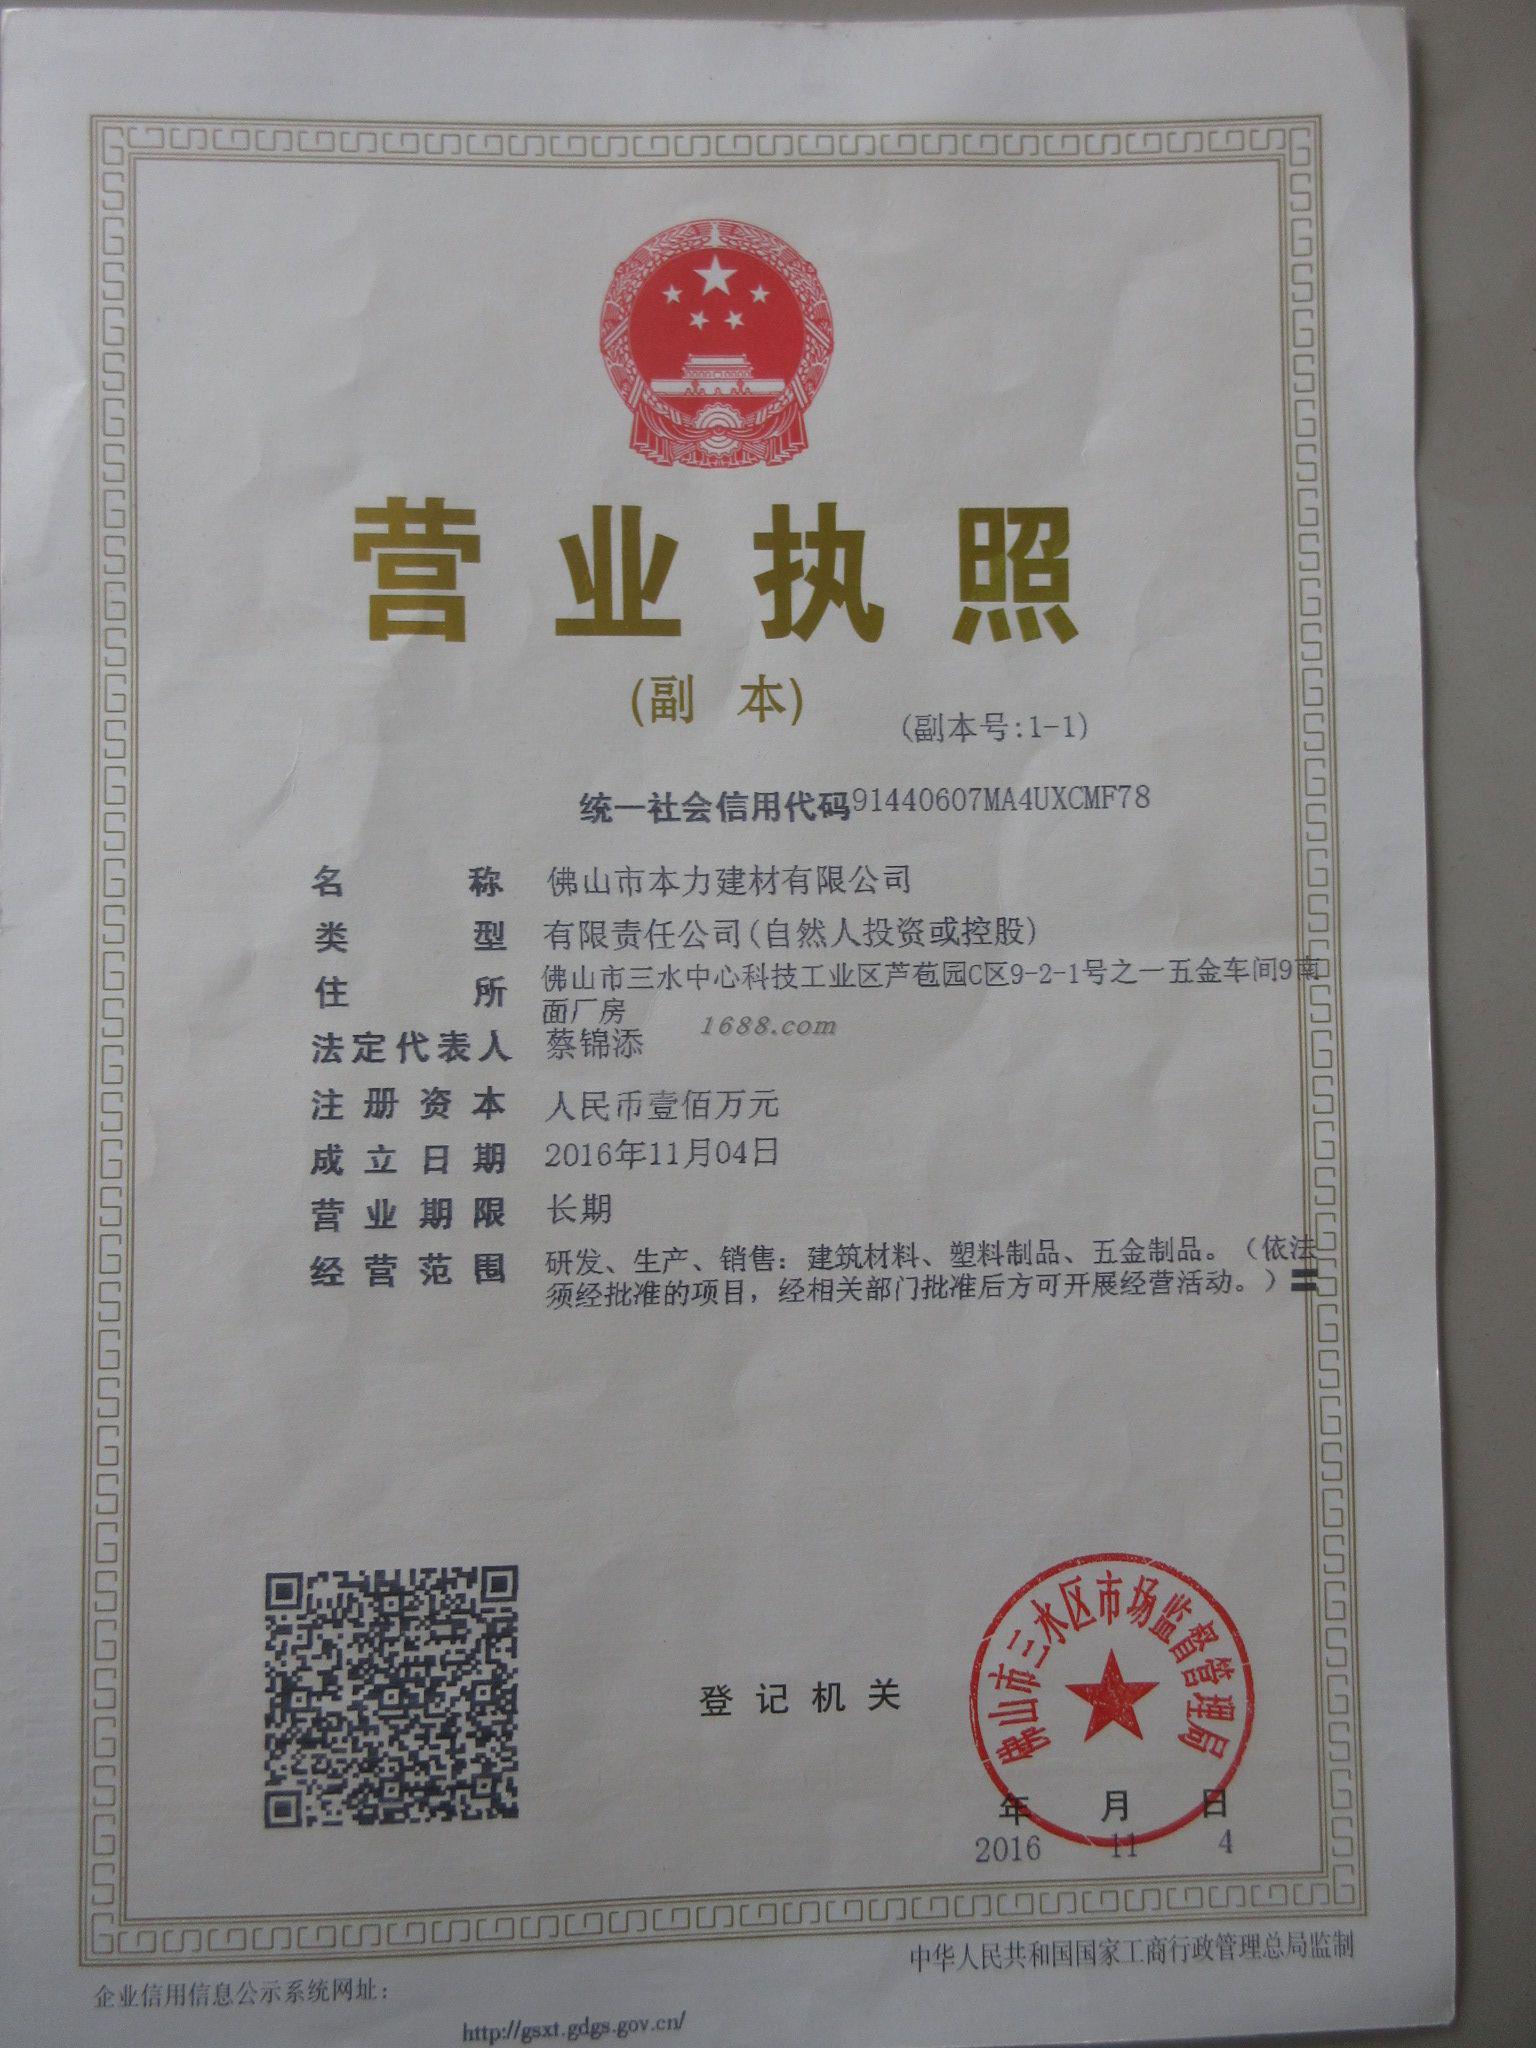 营业执照
(副 本)
(副本号:1-1)
统一社会信用代码91440607MA4UXCMF78
名 称 佛山市本力建材有限公司
类 型 有限责任公司(自然人投资或控股)
住 所 佛山市三水中心科技工业区芦苞园C区9-2-1号之一五金车间9南
面厂房
1688.com
法定代表人 蔡锦添
注册资本 人民币壹佰万元
成立日期 2016年11月04日
营业期限 长期
经营范围 研发、生产、销售：建筑材料、塑料制品、五金制品。（依法
须经批准的项目，经相关部门批准后方可开展经营活动。）〓
登记机关
佛山市三水区市场监督管理局
年 月 日
2016 11 4
中华人民共和国国家工商行政管理总局监制
企业信用信息公示系统网址：
http://gsxt.gdgs.gov.cn/